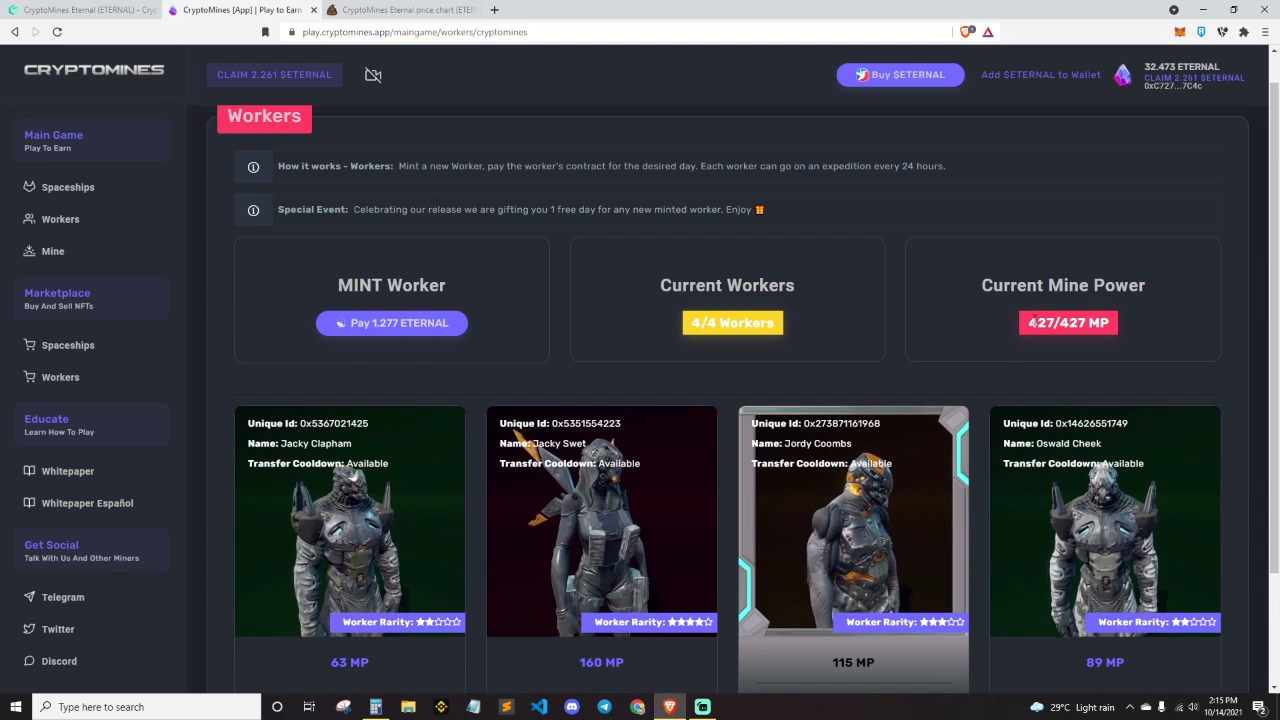 CryptoMines Eternal (ETERNAL) - Cryp
CryptoMines [App] | Play to Earn
CryptoMines Eternal price chart (ETER
play.cryptomines.app/maingame/workers/cryptomines
CRYPTOMINES
CLAIM 2.261 $ETERNAL
Buy $ETERNAL
Add $ETERNAL to Wallet
32.473 ETERNAL
CLAIM 2.261 $ETERNAL
0xC727...7C4c
Main Game
Play To Earn
Spaceships
Workers
Mine
Marketplace
Buy And Sell NFTs
Spaceships
Workers
Educate
Learn How To Play
Whitepaper
Whitepaper Español
Get Social
Talk With Us And Other Miners
Telegram
Twitter
Discord
Workers
How it works - Workers: Mint a new Worker, pay the worker's contract for the desired day. Each worker can go on an expedition every 24 hours.
Special Event: Celebrating our release we are gifting you 1 free day for any new minted worker. Enjoy
MINT Worker
Pay 1.277 ETERNAL
Current Workers
4/4 Workers
Current Mine Power
427/427 MP
Unique Id: 0x5367021425
Name: Jacky Clapham
Transfer Cooldown: Available
Worker Rarity:
63 MP
Unique Id: 0x5351554223
Name: Jacky Swet
Transfer Cooldown: Available
Worker Rarity:
160 MP
Unique Id: 0x273871161968
Name: Jordy Coombs
Transfer Cooldown: Available
Worker Rarity:
115 MP
Unique Id: 0x14626551749
Name: Oswald Cheek
Transfer Cooldown: Available
Worker Rarity:
89 MP
Type here to search
29°C Light rain
2:15 PM
10/14/2021